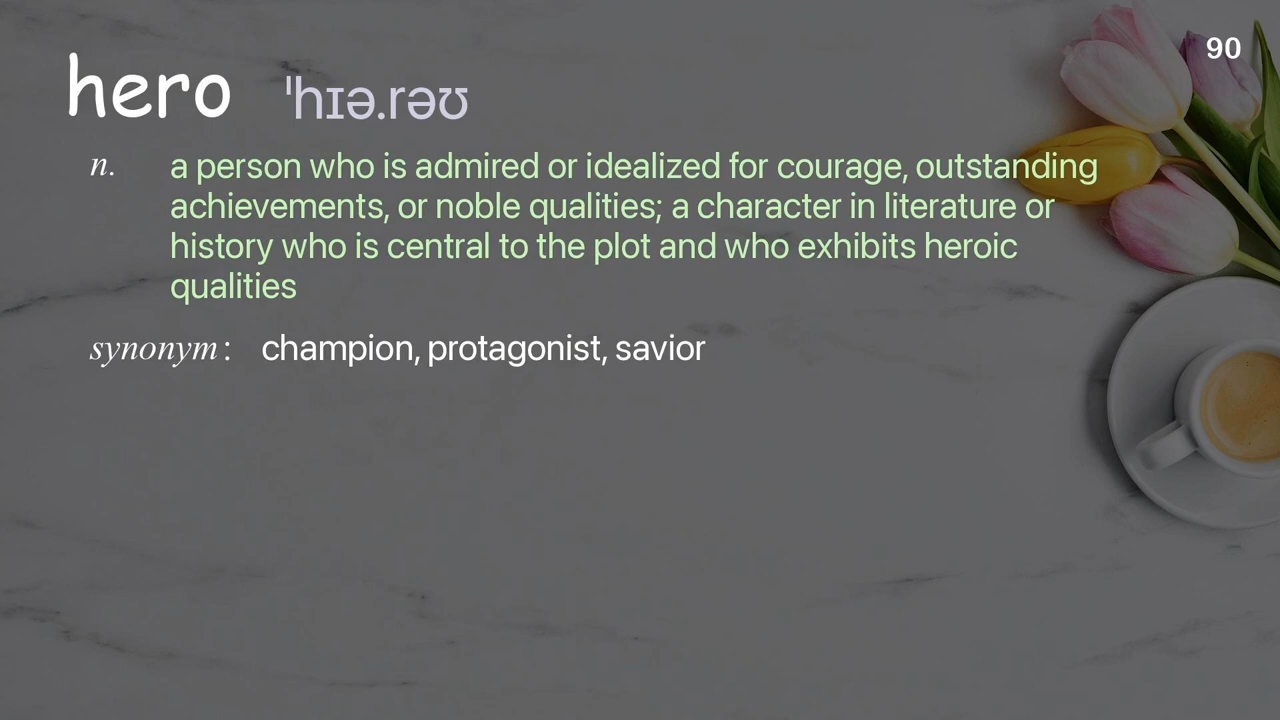 90
hero ˈhɪə.rəʊ
n. a person who is admired or idealized for courage, outstanding
achievements, or noble qualities; a character in literature or
history who is central to the plot and who exhibits heroic
qualities
synonym : champion, protagonist, savior